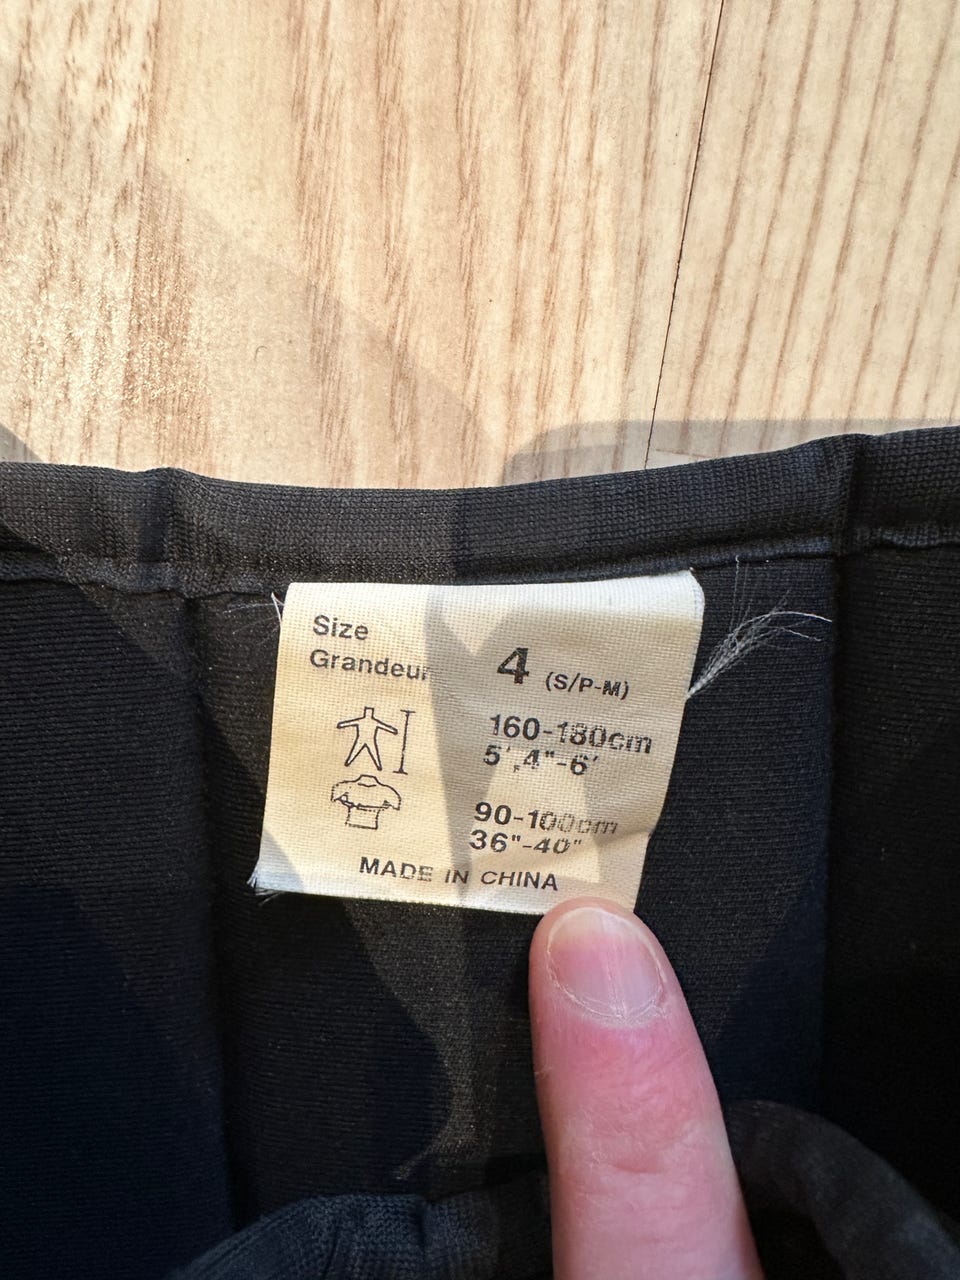 Size
Grandeur 4 (S/P-M)
160-180cm
5',4"-6'
90-100cm
36"-40"
MADE IN CHINA